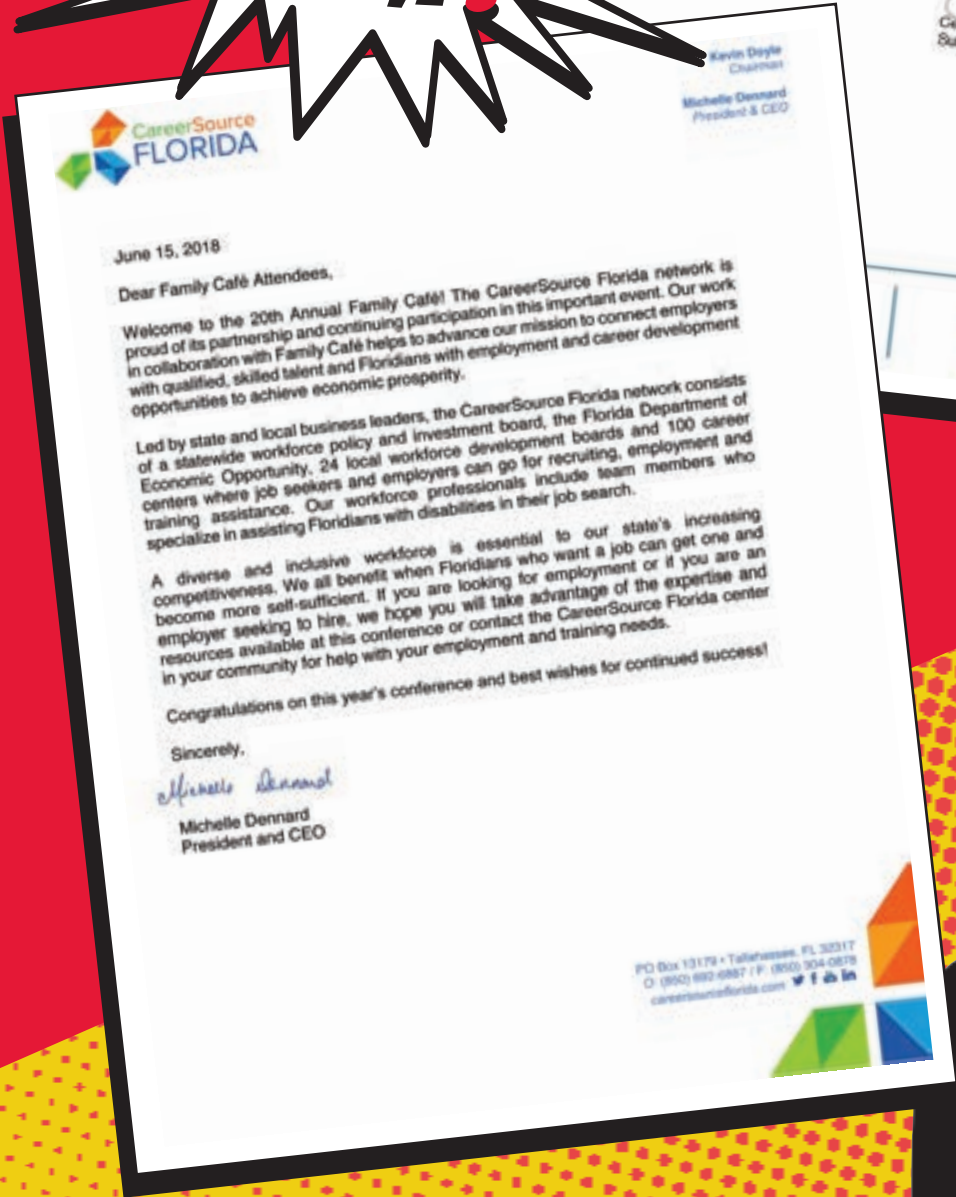 CareerSource
FLORIDA
Kevin Doyle
Chairman
Michelle Dennard
President & CEO
June 15, 2018
Dear Family Café Attendees,
Welcome to the 20th Annual Family Café! The CareerSource Florida network is
proud of its partnership and continuing participation in this important event. Our work
in collaboration with Family Café helps to advance our mission to connect employers
with qualified, skilled talent and Floridians with employment and career development
opportunities to achieve economic prosperity.
Led by state and local business leaders, the CareerSource Florida network consists
of a statewide workforce policy and investment board, the Florida Department of
Economic Opportunity, 24 local workforce development boards and 100 career
centers where job seekers and employers can go for recruiting, employment and
training assistance. Our workforce professionals include team members who
specialize in assisting Floridians with disabilities in their job search.
A diverse and inclusive workforce is essential to our state's increasing
competitiveness. We all benefit when Floridians who want a job can get one and
become more self-sufficient. If you are looking for employment or if you are an
employer seeking to hire, we hope you will take advantage of the expertise and
resources available at this conference or contact the CareerSource Florida center
in your community for help with your employment and training needs.
Congratulations on this year's conference and best wishes for continued success!
Sincerely,
Michelle Dennard
Michelle Dennard
President and CEO
PO Box 13179 • Tallahassee, FL 32317
O: (850) 692-6887 / F: (850) 304-0878
careersourceflorida.com